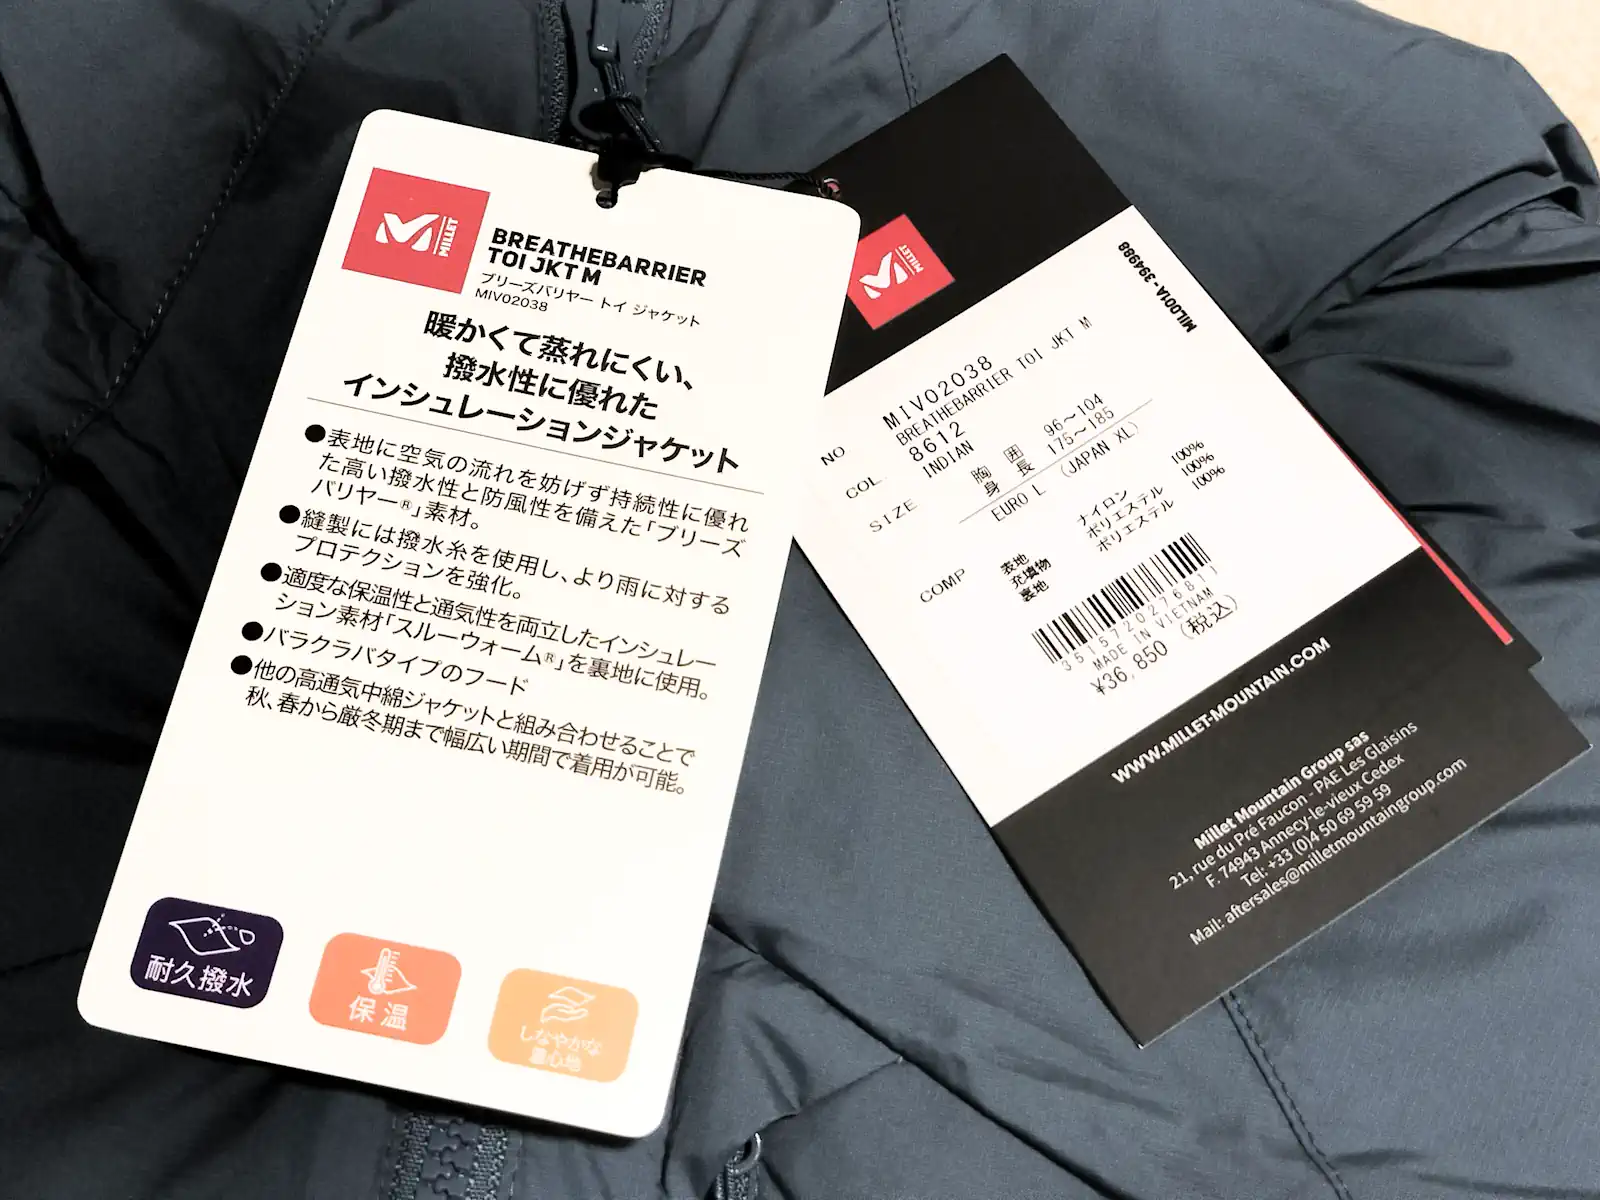 MILLET
BREATHEBARRIER
TOI JKT M
ブリーズバリヤー トイ ジャケット
MIV02038
暖かくて蒸れにくい、
撥水性に優れた
インシュレーションジャケット
●表地に空気の流れを妨げず持続性に優れ
た高い撥水性と防風性を備えた「ブリーズ
バリヤー®」素材。
●縫製には撥水糸を使用し、より雨に対する
プロテクションを強化。
●適度な保温性と通気性を両立したインシュレー
ション素材「スルーウォーム®」を裏地に使用。
●バラクラバタイプのフード
●他の高通気中綿ジャケットと組み合わせることで
秋、春から厳冬期まで幅広い期間で着用が可能。
耐久撥水
保温
しなやかな
着心地
MILLET
MIL001A-394988
NO MIV02038
BREATHEBARRIER TOI JKT M
COL. 8612
INDIAN
SIZE 胸囲 96〜104
身長 175〜185
EURO L (JAPAN XL)
COMP 表地 ナイロン 100%
充填物 ポリエステル 100%
裏地 ポリエステル 100%
3515720276811
MADE IN VIETNAM
¥36,850 (税込)
WWW.MILLET-MOUNTAIN.COM
Millet Mountain Group sas
21, rue du Pré Faucon - PAE Les Glaisins
F. 74943 Annecy-le-vieux Cedex
Tel: +33 (0)4 50 69 59 59
Mail: aftersales@milletmountaingroup.com